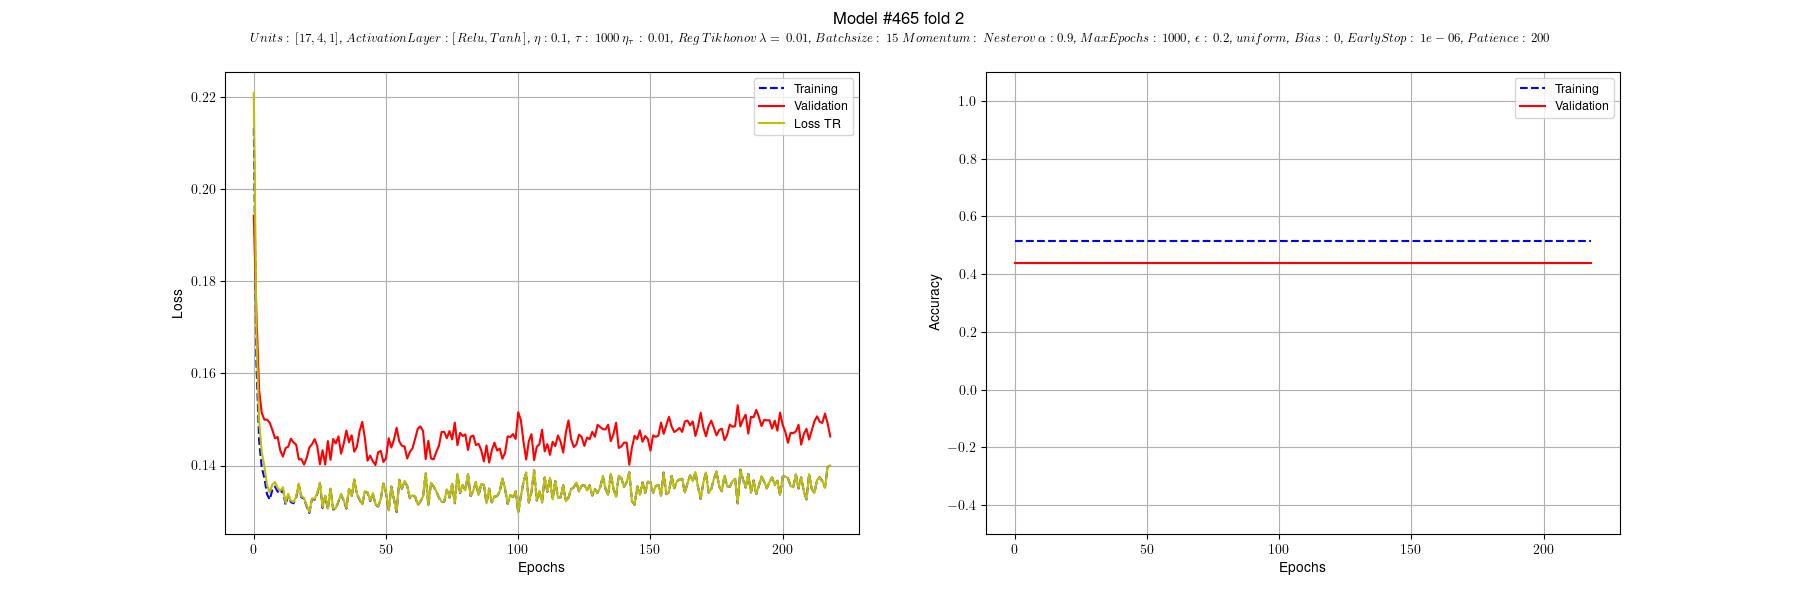 Model #465 fold 2
Units : [17, 4, 1], ActivationLayer : [Relu, Tanh], η : 0.1, τ : 1000 ητ : 0.01, Reg Tikhonov λ = 0.01, Batchsize : 15 Momentum : Nesterov α : 0.9, MaxEpochs : 1000, ϵ : 0.2, uniform, Bias : 0, EarlyStop : 1e − 06, Patience : 200
Training
Validation
Loss TR
0.22
0.20
0.18
0.16
0.14
Loss
0 50 100 150 200
Epochs
Training
Validation
1.0
0.8
0.6
0.4
0.2
0.0
−0.2
−0.4
Accuracy
0 50 100 150 200
Epochs